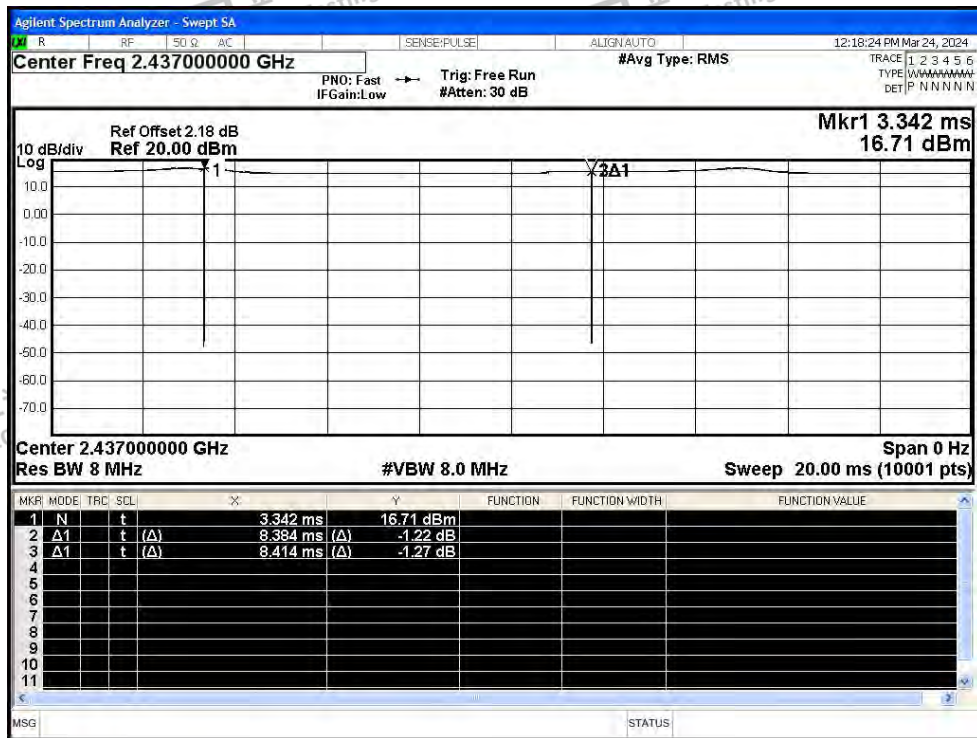 Agilent Spectrum Analyzer - Swept SA
LXI R RF 50 Ω AC SENSE:PULSE ALIGN AUTO 12:18:24 PM Mar 24, 2024
Center Freq 2.437000000 GHz
#Avg Type: RMS
TRACE 1 2 3 4 5 6
PNO: Fast Trig: Free Run
TYPE WWWWWW
IFGain:Low #Atten: 30 dB
DET P N N N N N
Mkr1 3.342 ms
Ref Offset 2.18 dB
10 dB/div Ref 20.00 dBm 16.71 dBm
Log
1 3Δ1
10.0
0.00
-10.0
-20.0
-30.0
-40.0
-50.0
-60.0
-70.0
Center 2.437000000 GHz Span 0 Hz
Res BW 8 MHz #VBW 8.0 MHz Sweep 20.00 ms (10001 pts)
MKR MODE TRC SCL X Y FUNCTION FUNCTION WIDTH FUNCTION VALUE
1 N t 3.342 ms 16.71 dBm
2 Δ1 t (Δ) 8.384 ms (Δ) -1.22 dB
3 Δ1 t (Δ) 8.414 ms (Δ) -1.27 dB
4
5
6
7
8
9
10
11
MSG STATUS